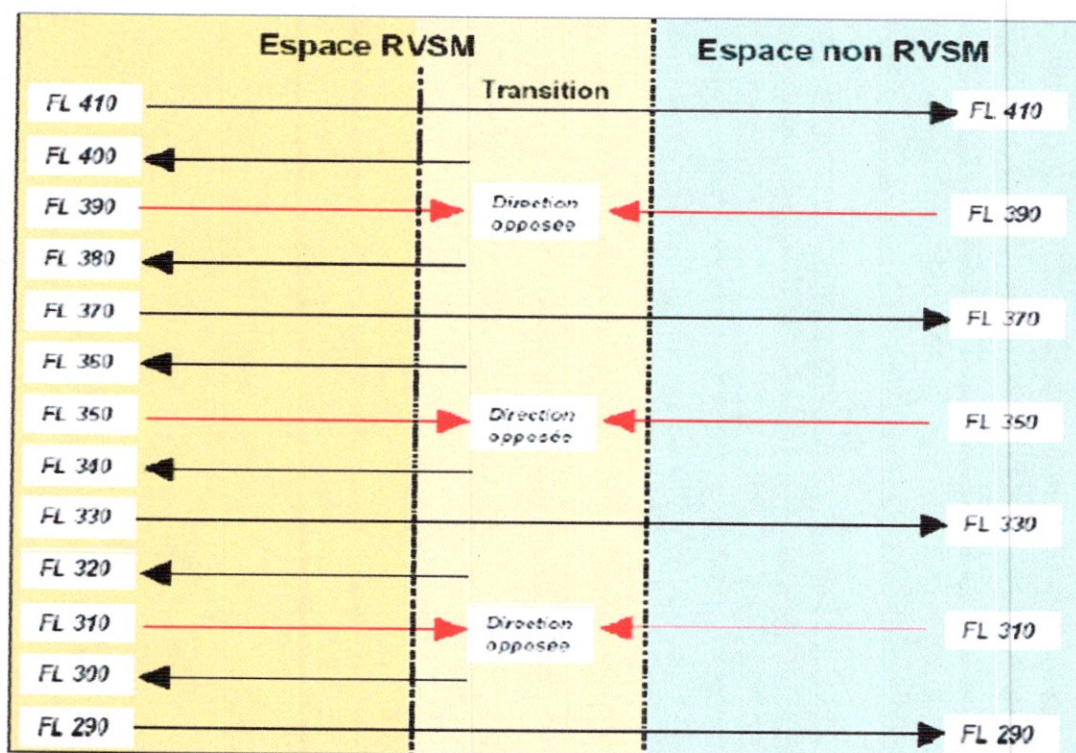 Espace RVSM
Espace non RVSM
Transition
FL 410
FL 410
FL 400
FL 390
Direction
opposée
FL 390
FL 380
FL 370
FL 370
FL 360
FL 350
Direction
opposée
FL 350
FL 340
FL 330
FL 330
FL 320
FL 310
Direction
opposée
FL 310
FL 300
FL 290
FL 290